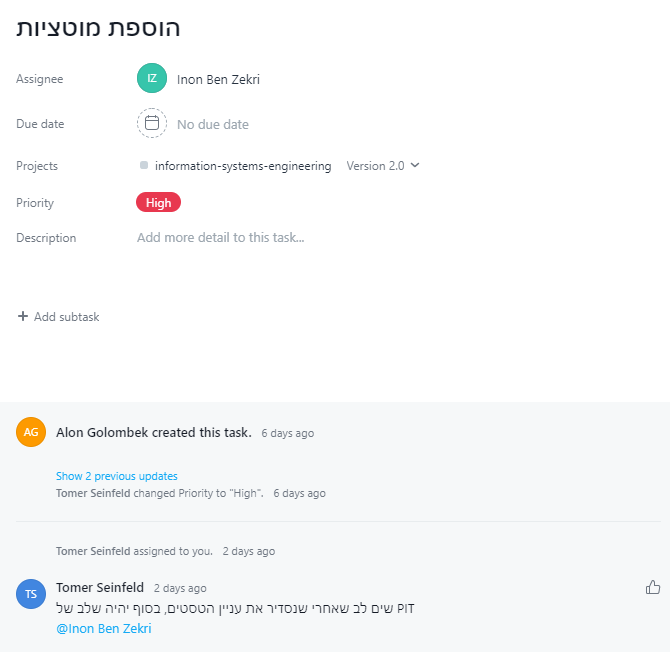 הוספת מוטציות
Assignee
IZ
Inon Ben Zekri
Due date
No due date
Projects
information-systems-engineering
Version 2.0
Priority
High
Description
Add more detail to this task...
+ Add subtask
AG
Alon Golombek created this task. 6 days ago
Show 2 previous updates
Tomer Seinfeld changed Priority to "High". 6 days ago
Tomer Seinfeld assigned to you. 2 days ago
TS
Tomer Seinfeld 2 days ago
שים לב שאחרי שנסדיר את עניין הטסטים, בסוף יהיה שלב של PIT
@Inon Ben Zekri